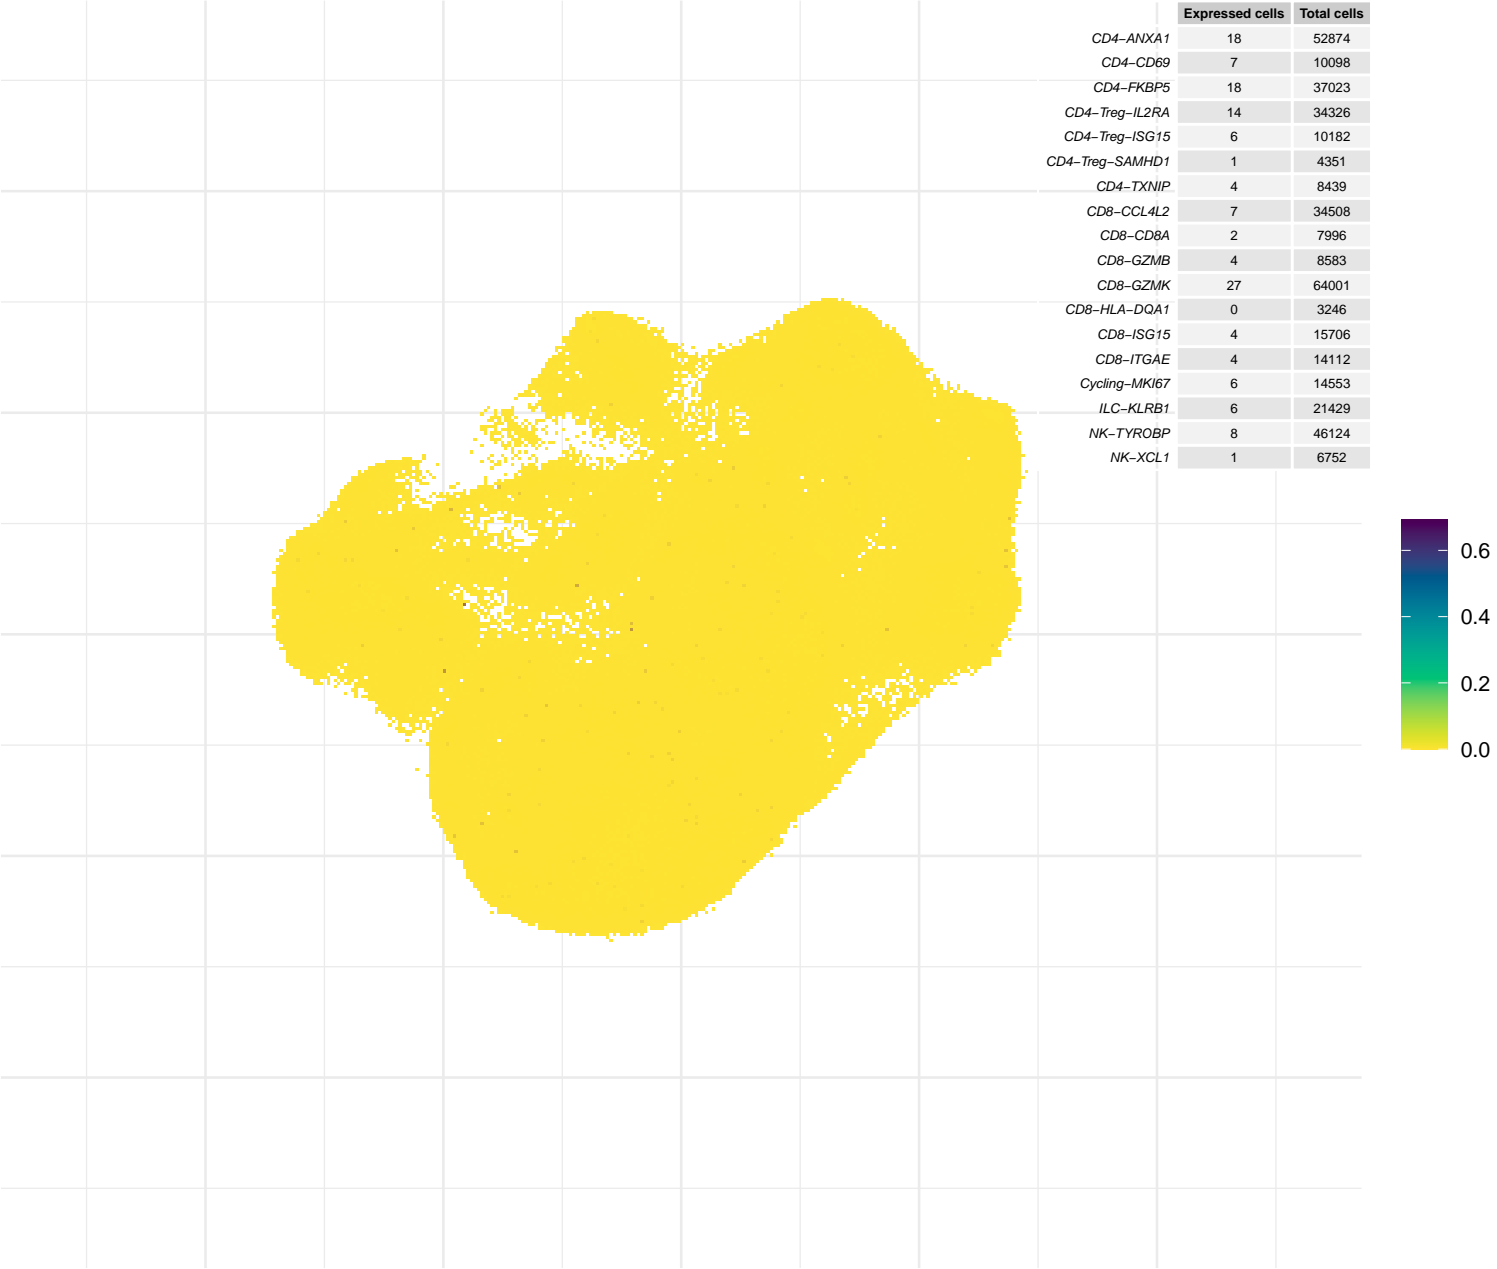 Expressed cells Total cells
CD4−ANXA1 18 52874
CD4−CD69 7 10098
CD4−FKBP5 18 37023
CD4−Treg−IL2RA 14 34326
CD4−Treg−ISG15 6 10182
CD4−Treg−SAMHD1 1 4351
CD4−TXNIP 4 8439
CD8−CCL4L2 7 34508
CD8−CD8A 2 7996
CD8−GZMB 4 8583
CD8−GZMK 27 64001
CD8−HLA−DQA1 0 3246
CD8−ISG15 4 15706
CD8−ITGAE 4 14112
Cycling−MKI67 6 14553
ILC−KLRB1 6 21429
NK−TYROBP 8 46124
NK−XCL1 1 6752
0.6
0.4
0.2
0.0